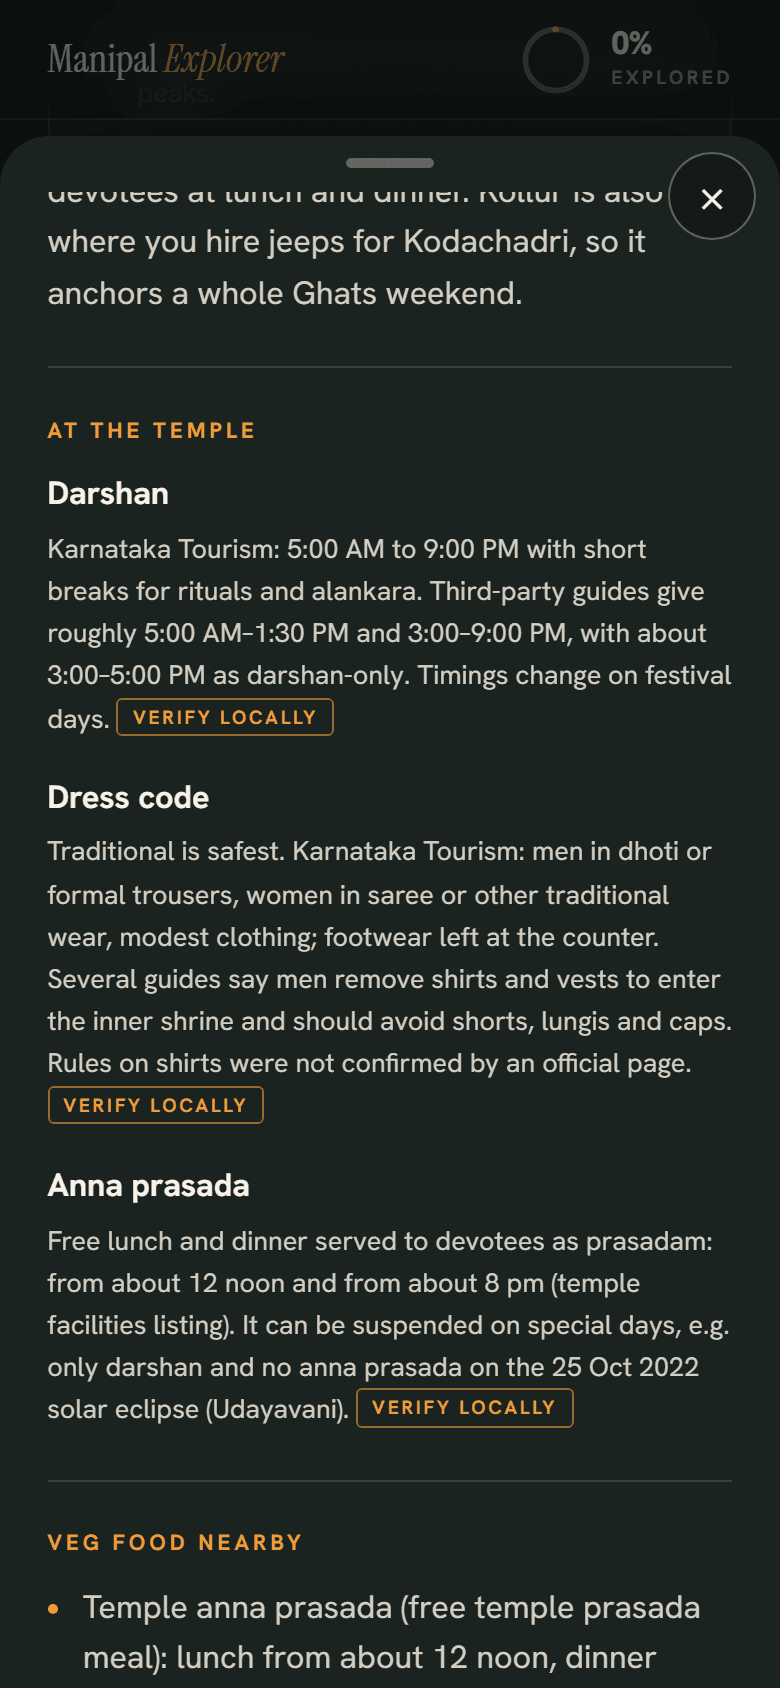 Manipal Explorer
0%
EXPLORED
peaks.
devotees at lunch and dinner. Kollur is also
where you hire jeeps for Kodachadri, so it
anchors a whole Ghats weekend.
AT THE TEMPLE
Darshan
Karnataka Tourism: 5:00 AM to 9:00 PM with short
breaks for rituals and alankara. Third-party guides give
roughly 5:00 AM–1:30 PM and 3:00–9:00 PM, with about
3:00–5:00 PM as darshan-only. Timings change on festival
days. VERIFY LOCALLY
Dress code
Traditional is safest. Karnataka Tourism: men in dhoti or
formal trousers, women in saree or other traditional
wear, modest clothing; footwear left at the counter.
Several guides say men remove shirts and vests to enter
the inner shrine and should avoid shorts, lungis and caps.
Rules on shirts were not confirmed by an official page.
VERIFY LOCALLY
Anna prasada
Free lunch and dinner served to devotees as prasadam:
from about 12 noon and from about 8 pm (temple
facilities listing). It can be suspended on special days, e.g.
only darshan and no anna prasada on the 25 Oct 2022
solar eclipse (Udayavani). VERIFY LOCALLY
VEG FOOD NEARBY
• Temple anna prasada (free temple prasada
meal): lunch from about 12 noon, dinner